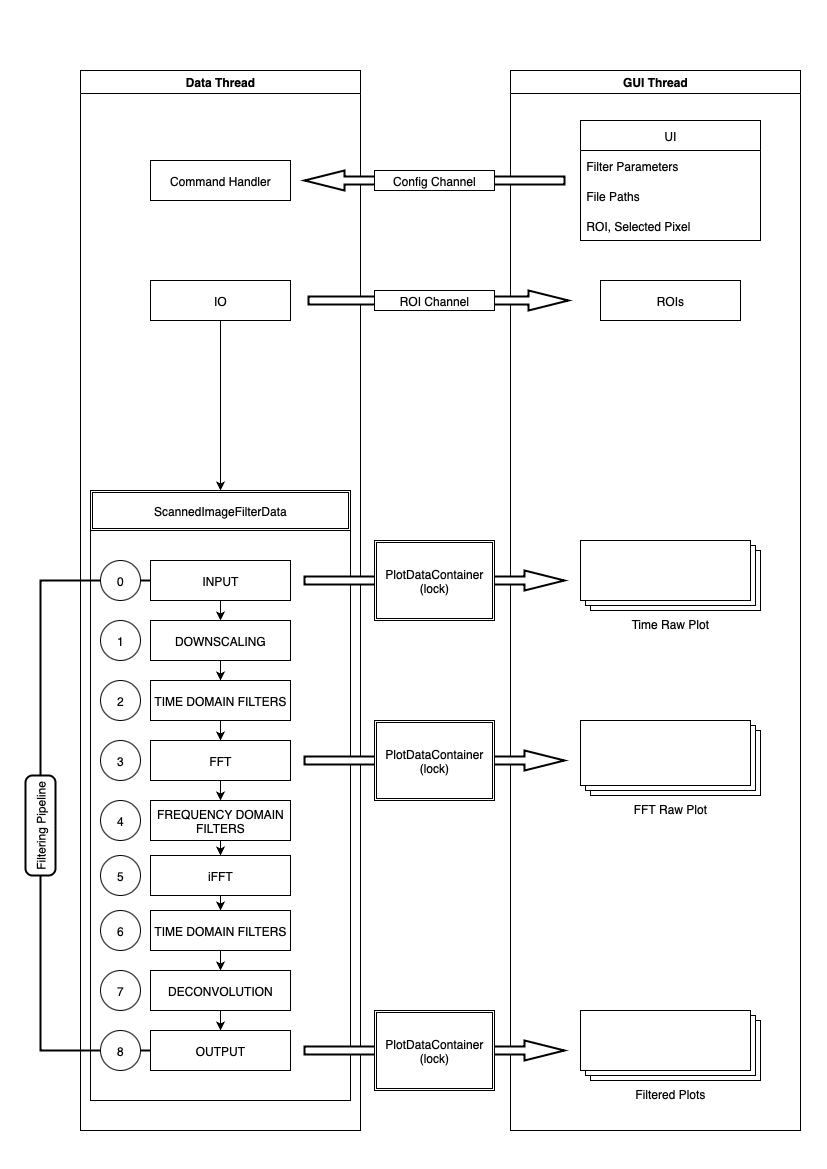 Data Thread
GUI Thread
UI
Filter Parameters
File Paths
ROI, Selected Pixel
Command Handler
Config Channel
IO
ROI Channel
ROIs
ScannedImageFilterData
0
INPUT
PlotDataContainer
(lock)
Time Raw Plot
1
DOWNSCALING
2
TIME DOMAIN FILTERS
3
FFT
PlotDataContainer
(lock)
FFT Raw Plot
4
FREQUENCY DOMAIN
FILTERS
Filtering Pipeline
5
iFFT
6
TIME DOMAIN FILTERS
7
DECONVOLUTION
8
OUTPUT
PlotDataContainer
(lock)
Filtered Plots